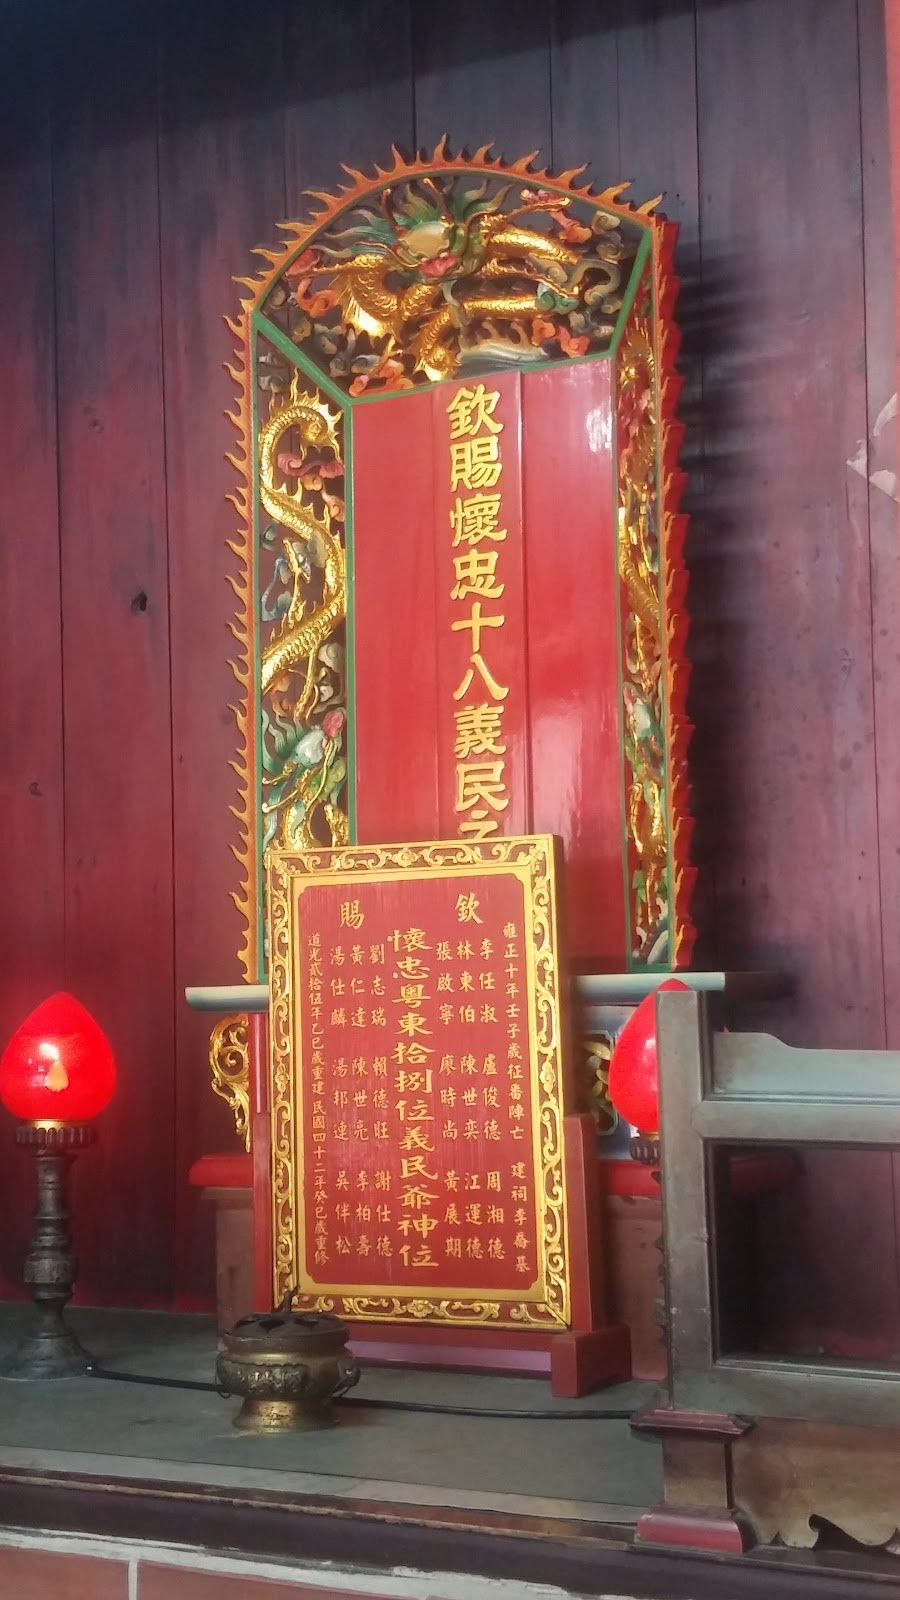 欽賜懷忠十八義民之
欽賜
雍正十年壬子歲征番陣亡 建祠李喬基
李任淑 盧俊德 周湘德
林東伯 陳世奕 江運德
張啟寧 廖時尚 黃展期
懷忠粵東拾捌位義民爺神位
劉志瑞 賴德旺 謝仕德
黃仁達 陳世亮 李柏壽
湯仕麟 湯邦連 吳伴松
道光貳拾伍年乙巳歲重建 民國四十二年癸巳歲重修